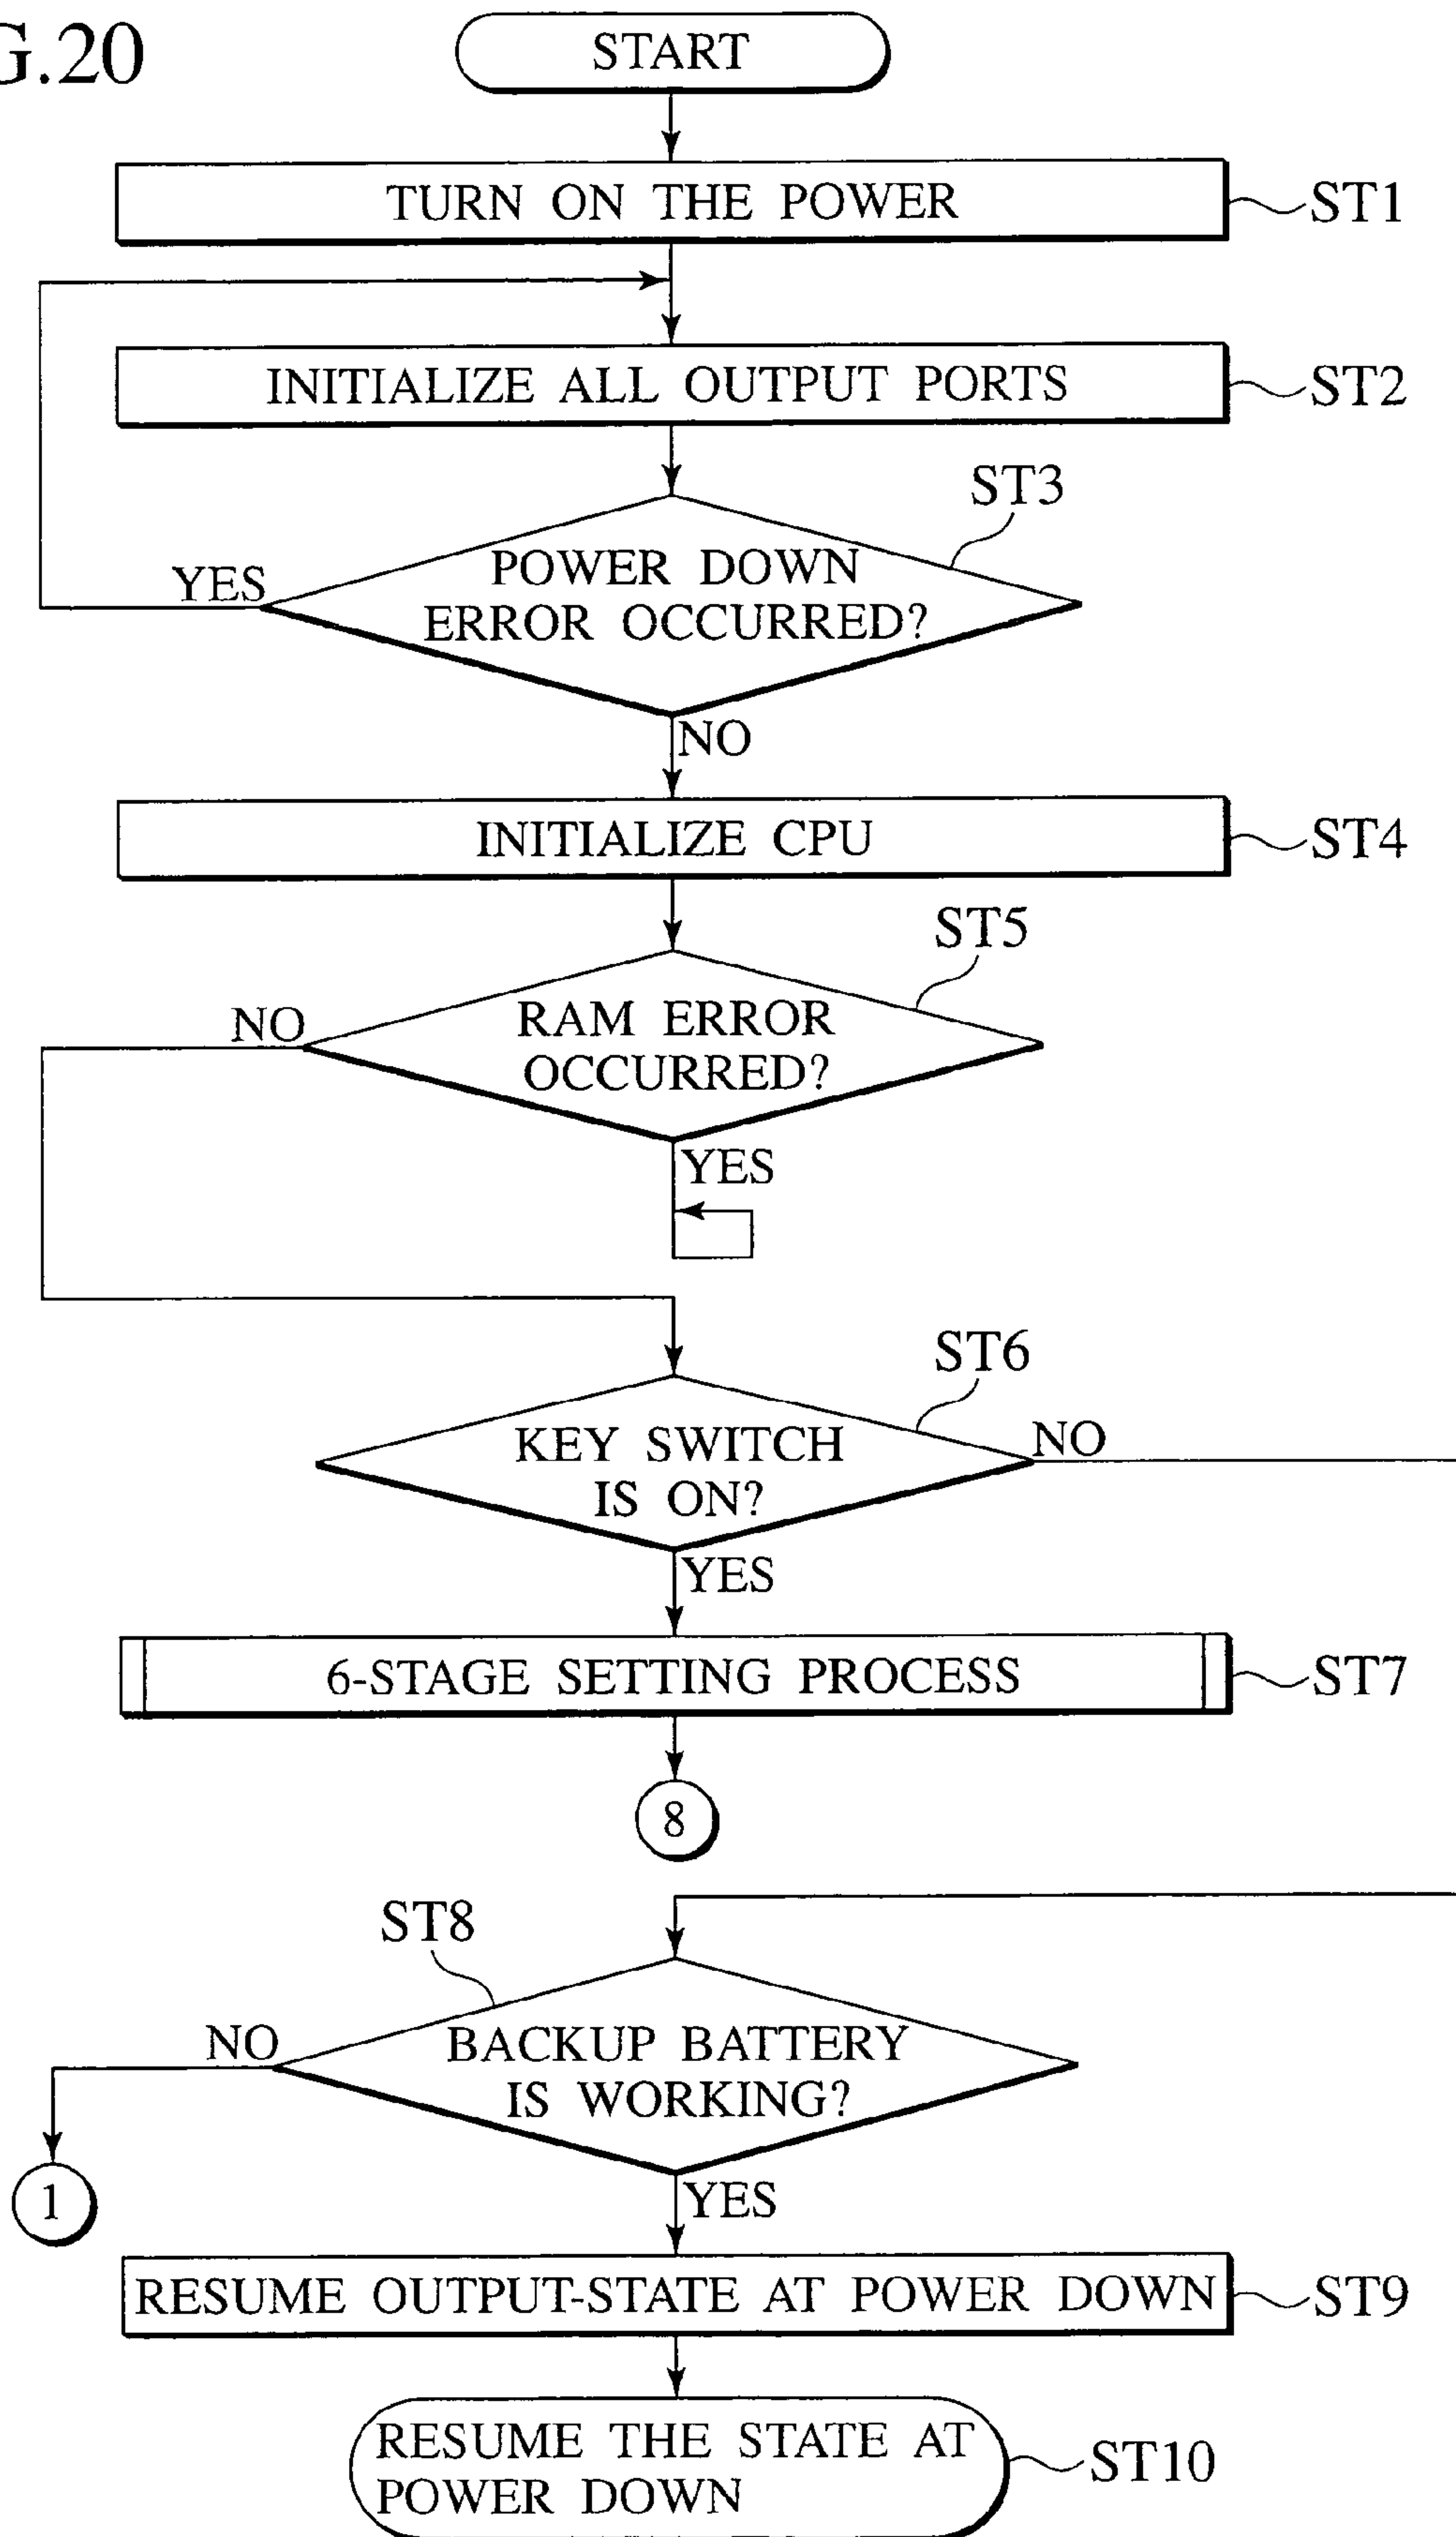 G.20
START
TURN ON THE POWER
ST1
INITIALIZE ALL OUTPUT PORTS
ST2
ST3
POWER DOWN
ERROR OCCURRED?
YES
NO
INITIALIZE CPU
ST4
ST5
RAM ERROR
OCCURRED?
NO
YES
ST6
KEY SWITCH
IS ON?
NO
YES
6-STAGE SETTING PROCESS
ST7
8
ST8
BACKUP BATTERY
IS WORKING?
NO
1
YES
RESUME OUTPUT-STATE AT POWER DOWN
ST9
RESUME THE STATE AT
POWER DOWN
ST10